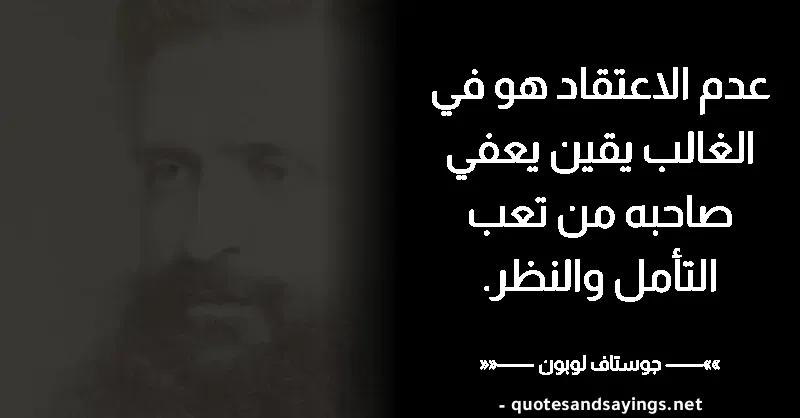 عدم الاعتقاد هو في
الغالب يقين يعفي
صاحبه من تعب
التأمل والنظر.
»»—— جوستاف لوبون ——««
- quotesandsayings.net